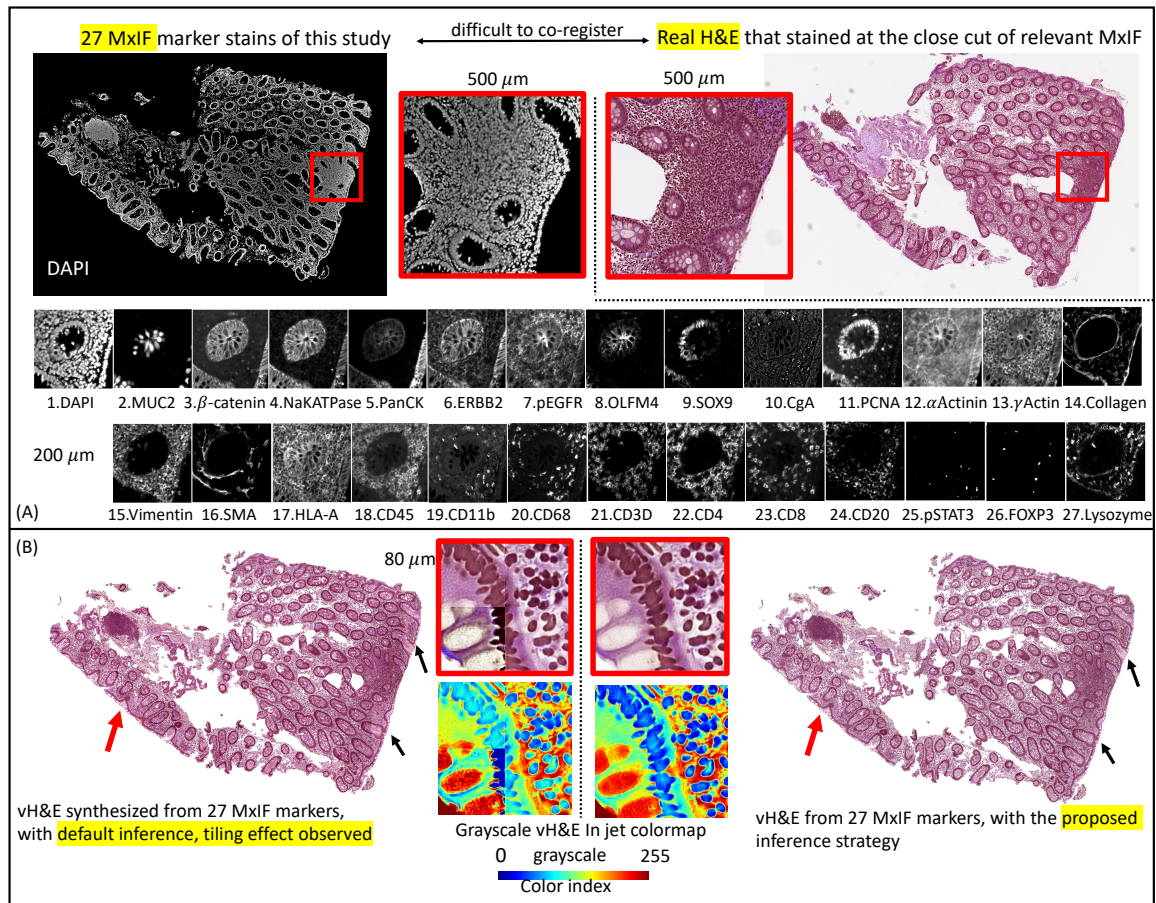 27 MxIF marker stains of this study
difficult to co-register
Real H&E that stained at the close cut of relevant MxIF
500 μm
500 μm
DAPI
1.DAPI 2.MUC2 3.β-catenin 4.NaKATPase 5.PanCK 6.ERBB2 7.pEGFR 8.OLFM4 9.SOX9 10.CgA 11.PCNA 12.αActinin 13.γActin 14.Collagen
200 μm
15.Vimentin 16.SMA 17.HLA-A 18.CD45 19.CD11b 20.CD68 21.CD3D 22.CD4 23.CD8 24.CD20 25.pSTAT3 26.FOXP3 27.Lysozyme
(A)
(B)
80 μm
vH&E synthesized from 27 MxIF markers,
with default inference, tiling effect observed
Grayscale vH&E In jet colormap
0 grayscale 255
Color index
vH&E from 27 MxIF markers, with the proposed
inference strategy